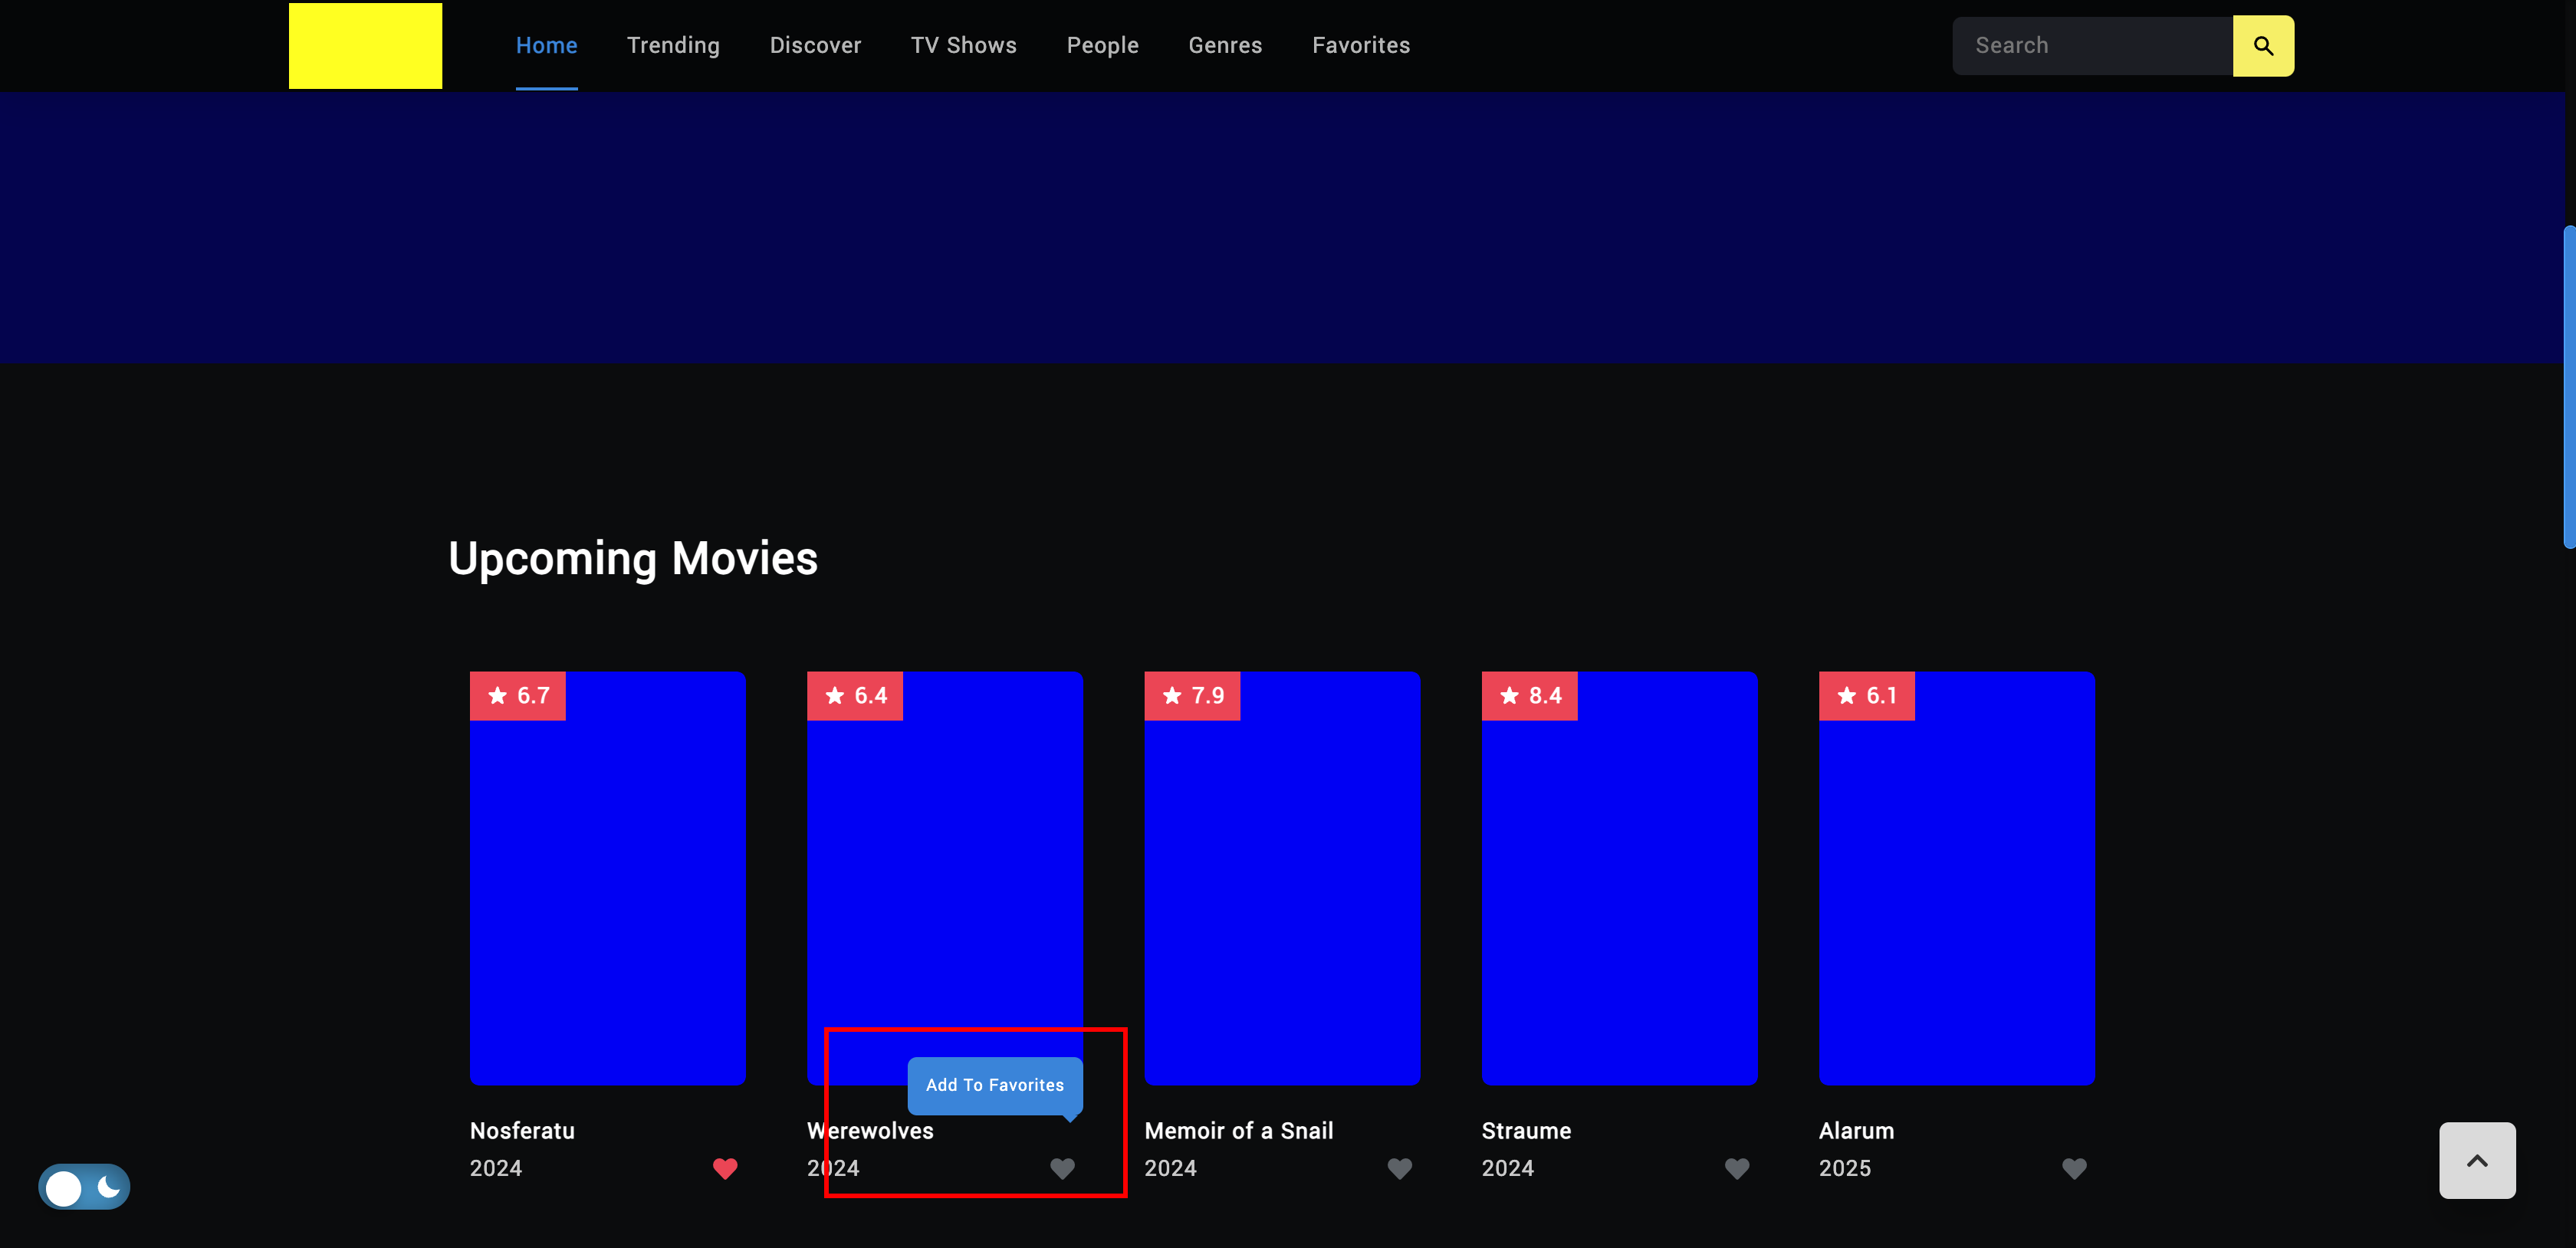 Home Trending Discover TV Shows People Genres Favorites Search
Upcoming Movies
6.7 6.4 7.9 8.4 6.1
Add To Favorites
Nosferatu Werewolves Memoir of a Snail Straume Alarum
2024 2024 2024 2024 2025